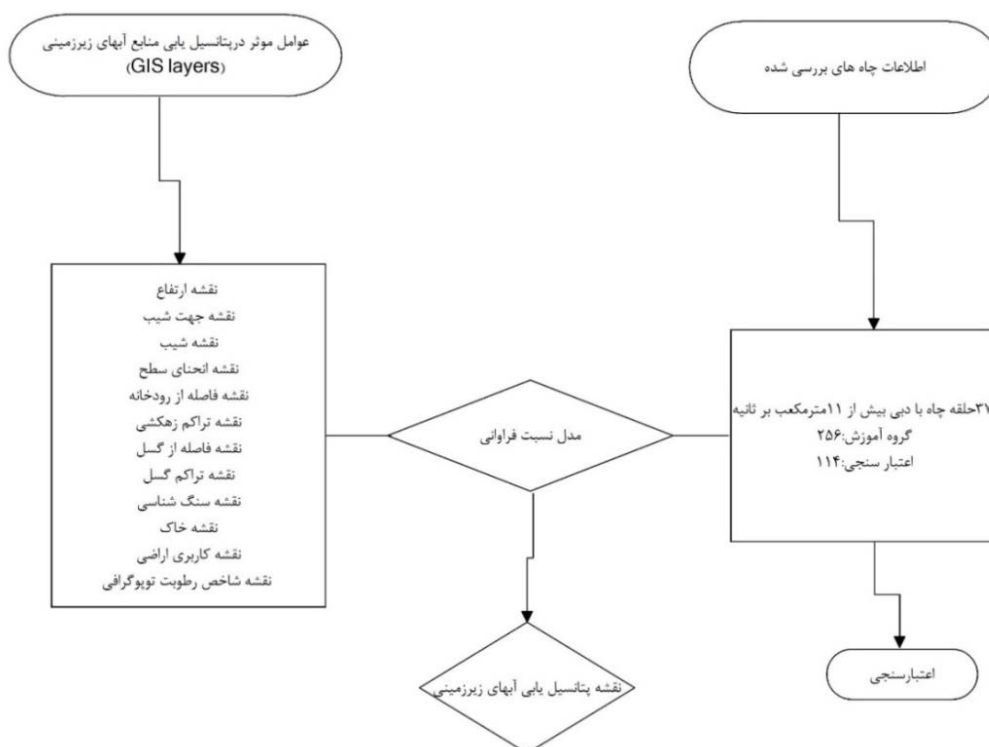 عوامل موثر درپتانسیل یابی منابع آبهای زیرزمینی
(GIS layers)
اطلاعات چاه های بررسی شده
نقشه ارتفاع
نقشه جهت شیب
نقشه شیب
نقشه انحنای سطح
نقشه فاصله از رودخانه
نقشه تراکم زهکشی
نقشه فاصله از گسل
نقشه تراکم گسل
نقشه سنگ شناسی
نقشه خاک
نقشه کاربری اراضی
نقشه شاخص رطوبت توپوگرافی
مدل نسبت فراوانی
۳۷حلقه چاه با دبی بیش از ۱۱مترمکعب بر ثانیه
گروه آموزش:۲۵۶
اعتبار سنجی:۱۱۴
نقشه پتانسیل یابی آبهای زیرزمینی
اعتبارسنجی